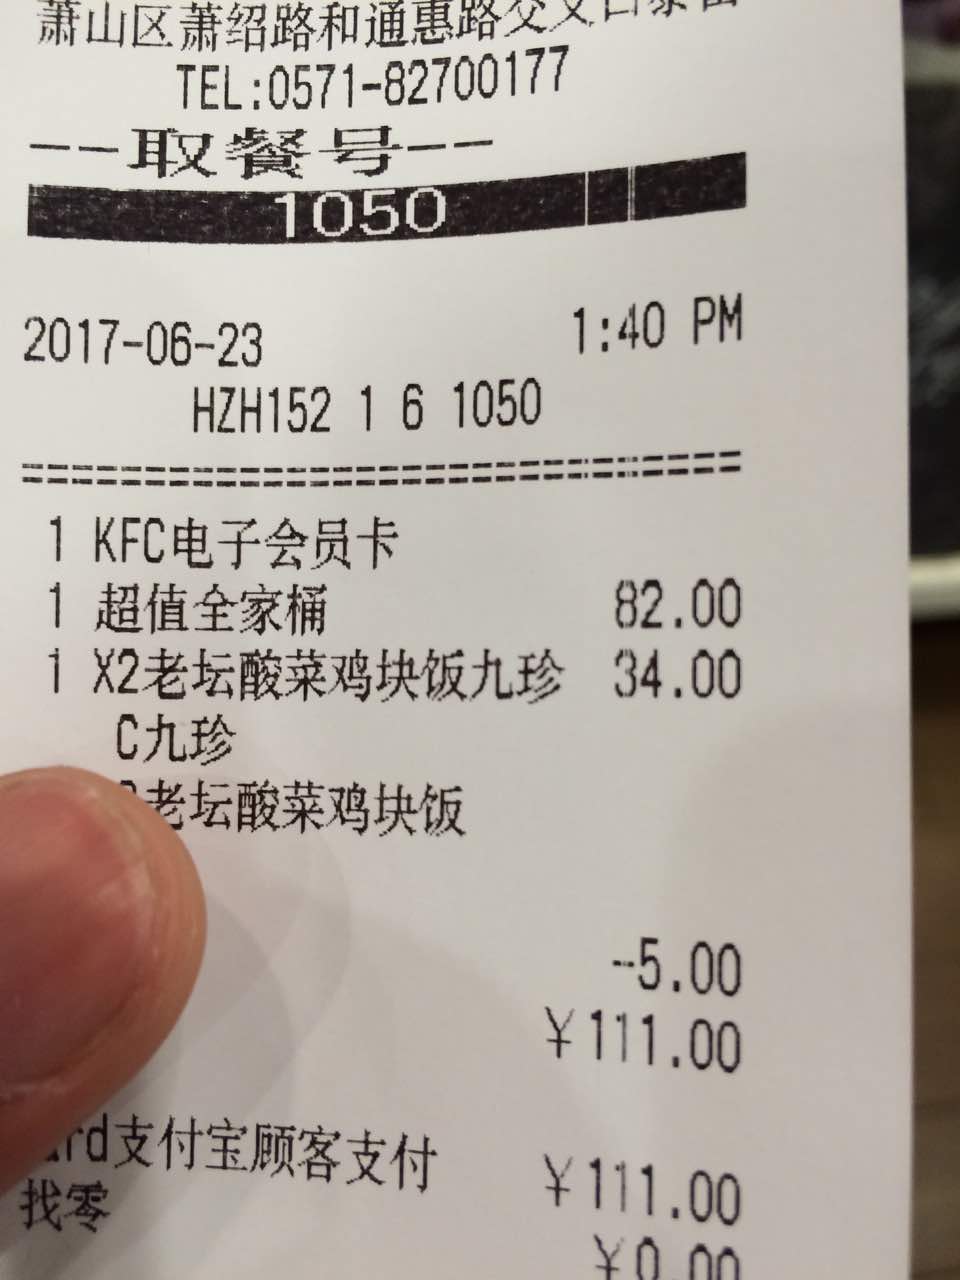 萧山区萧绍路和通惠路交叉口
TEL:0571-82700177
--取餐号--
1050
2017-06-23 1:40 PM
HZH152 1 6 1050
==============================
1 KFC电子会员卡
1 超值全家桶 82.00
1 X2老坛酸菜鸡块饭九珍 34.00
C九珍
老坛酸菜鸡块饭
-5.00
¥111.00
ard支付宝顾客支付 ¥111.00
找零 ¥0.00